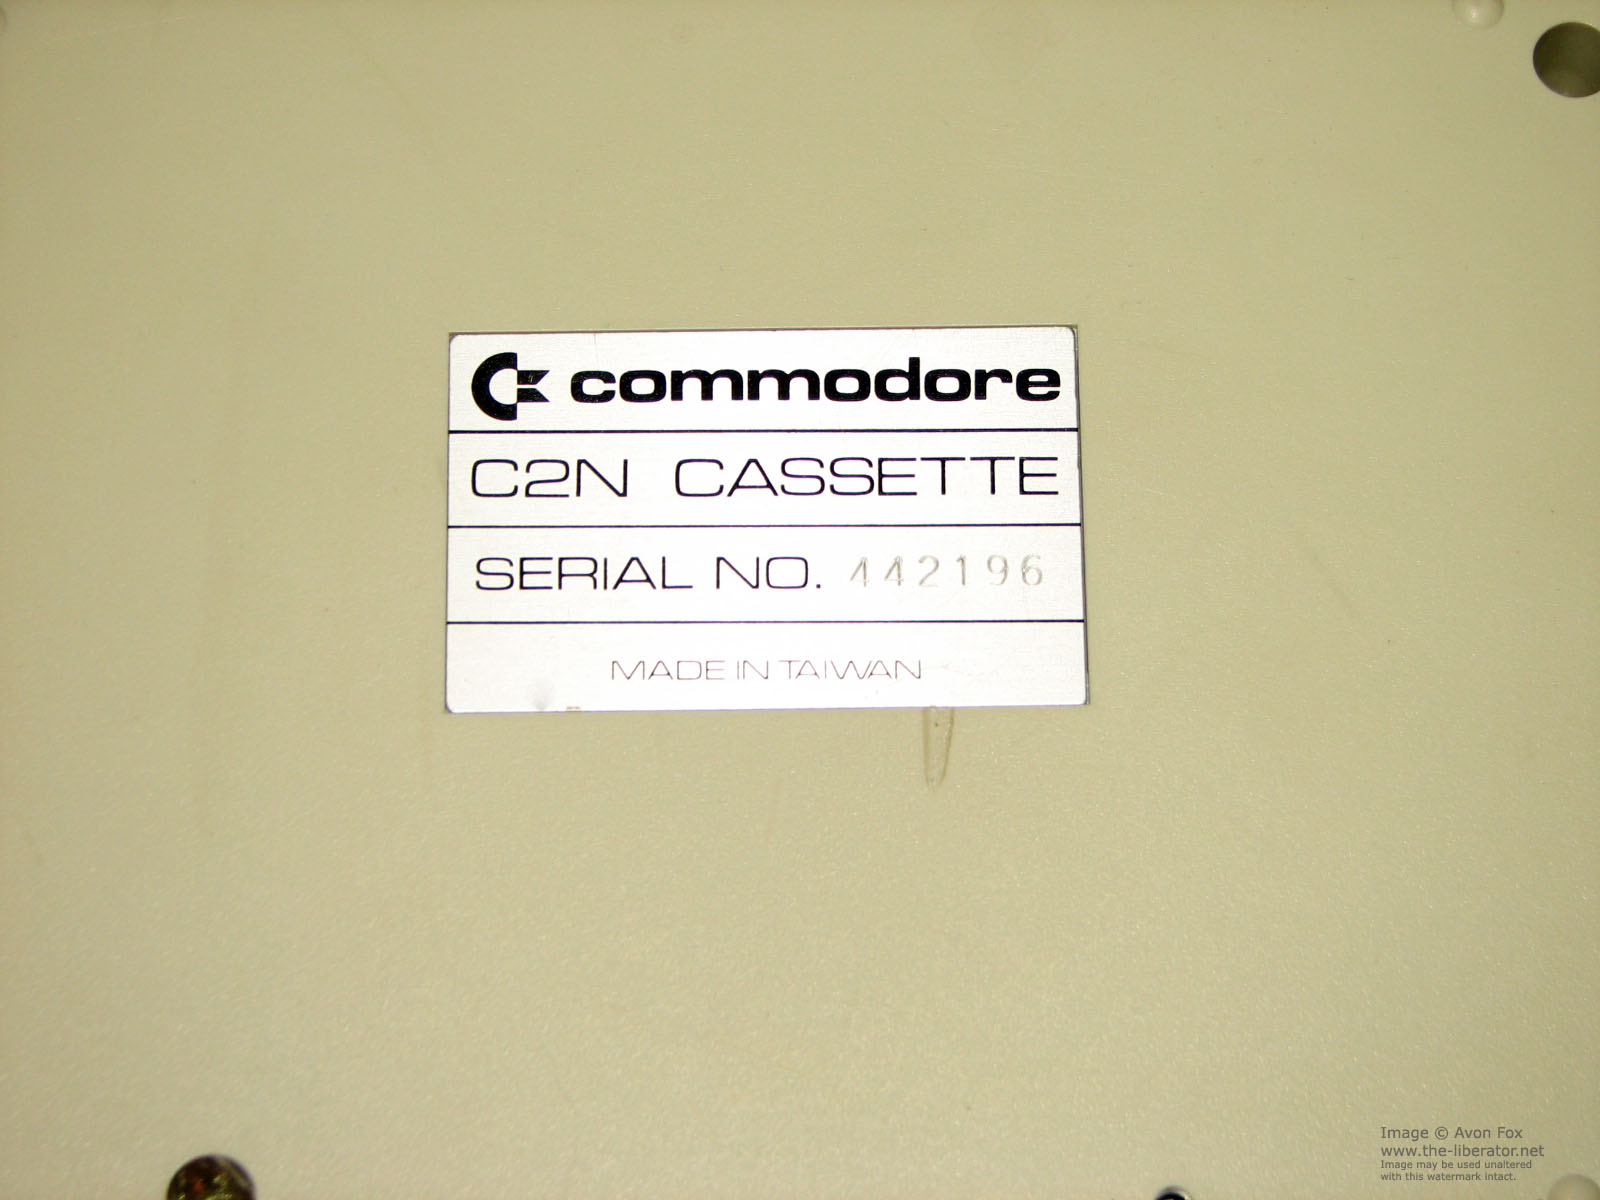 commodore
C2N CASSETTE
SERIAL NO. 442196
MADE IN TAIWAN
Image © Avon Fox
www.the-liberator.net
Image may be used unaltered
with this watermark intact.